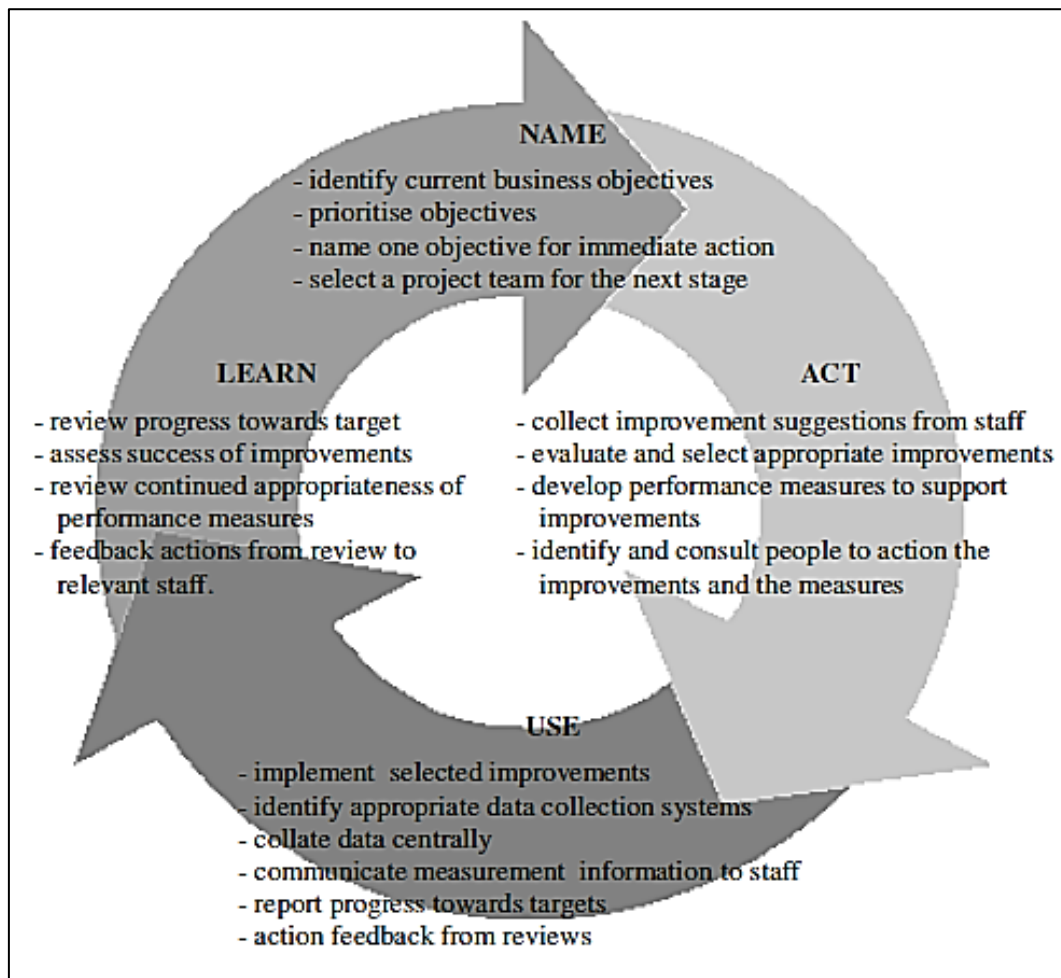 NAME
- identify current business objectives
- prioritise objectives
- name one objective for immediate action
- select a project team for the next stage
ACT
- collect improvement suggestions from staff
- evaluate and select appropriate improvements
- develop performance measures to support
improvements
- identify and consult people to action the
improvements and the measures
USE
- implement selected improvements
- identify appropriate data collection systems
- collate data centrally
- communicate measurement information to staff
- report progress towards targets
- action feedback from reviews
LEARN
- review progress towards target
- assess success of improvements
- review continued appropriateness of
performance measures
- feedback actions from review to
relevant staff.